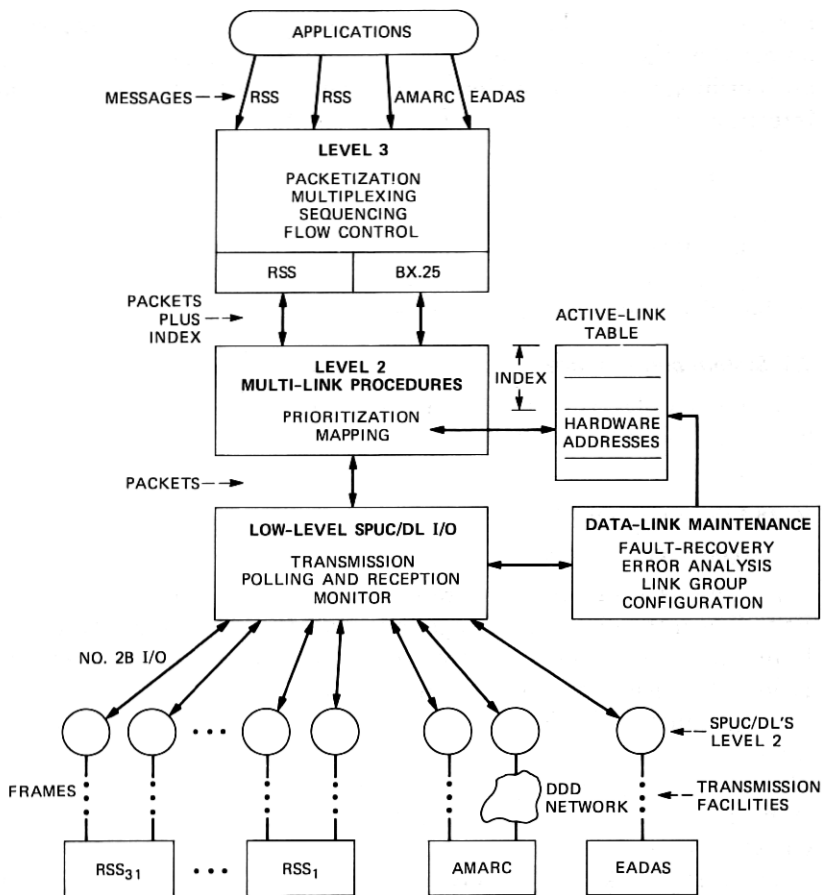 APPLICATIONS
MESSAGES
RSS
RSS
AMARC
EADAS
LEVEL 3
PACKETIZATION
MULTIPLEXING
SEQUENCING
FLOW CONTROL
RSS
BX.25
PACKETS
PLUS
INDEX
ACTIVE-LINK
TABLE
LEVEL 2
MULTI-LINK PROCEDURES
PRIORITIZATION
MAPPING
INDEX
HARDWARE
ADDRESSES
PACKETS
LOW-LEVEL SPUC/DL I/O
TRANSMISSION
POLLING AND RECEPTION
MONITOR
DATA-LINK MAINTENANCE
FAULT-RECOVERY
ERROR ANALYSIS
LINK GROUP
CONFIGURATION
NO. 2B I/O
SPUC/DL'S
LEVEL 2
FRAMES
DDD
NETWORK
TRANSMISSION
FACILITIES
RSS31
RSS1
AMARC
EADAS